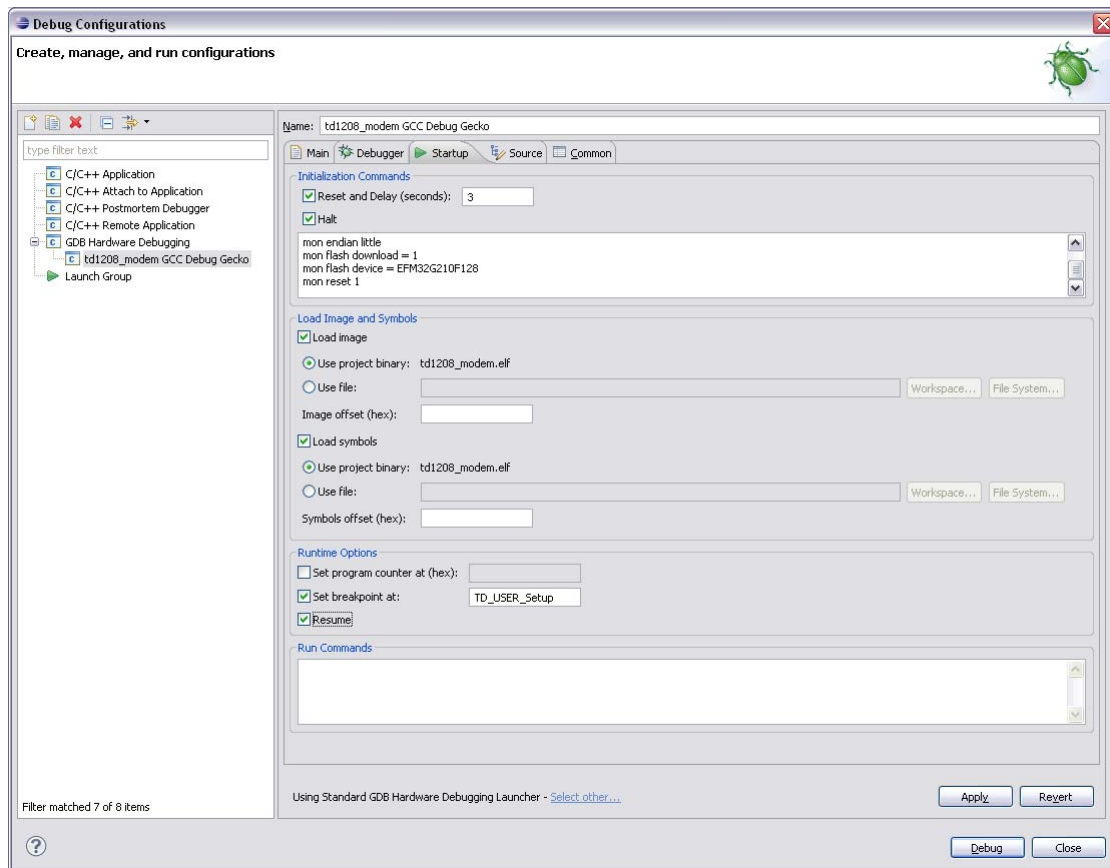 Debug Configurations
Create, manage, and run configurations
type filter text
C/C++ Application
C/C++ Attach to Application
C/C++ Postmortem Debugger
C/C++ Remote Application
GDB Hardware Debugging
td1208_modem GCC Debug Gecko
Launch Group
Filter matched 7 of 8 items
Name: td1208_modem GCC Debug Gecko
Main Debugger Startup Source Common
Initialization Commands
Reset and Delay (seconds): 3
Halt
mon endian little
mon flash download = 1
mon flash device = EFM32G210F128
mon reset 1
Load Image and Symbols
Load image
Use project binary: td1208_modem.elf
Use file: Workspace... File System...
Image offset (hex):
Load symbols
Use project binary: td1208_modem.elf
Use file: Workspace... File System...
Symbols offset (hex):
Runtime Options
Set program counter at (hex):
Set breakpoint at: TD_USER_Setup
Resume
Run Commands
Using Standard GDB Hardware Debugging Launcher - Select other...
Apply Revert
? Debug Close